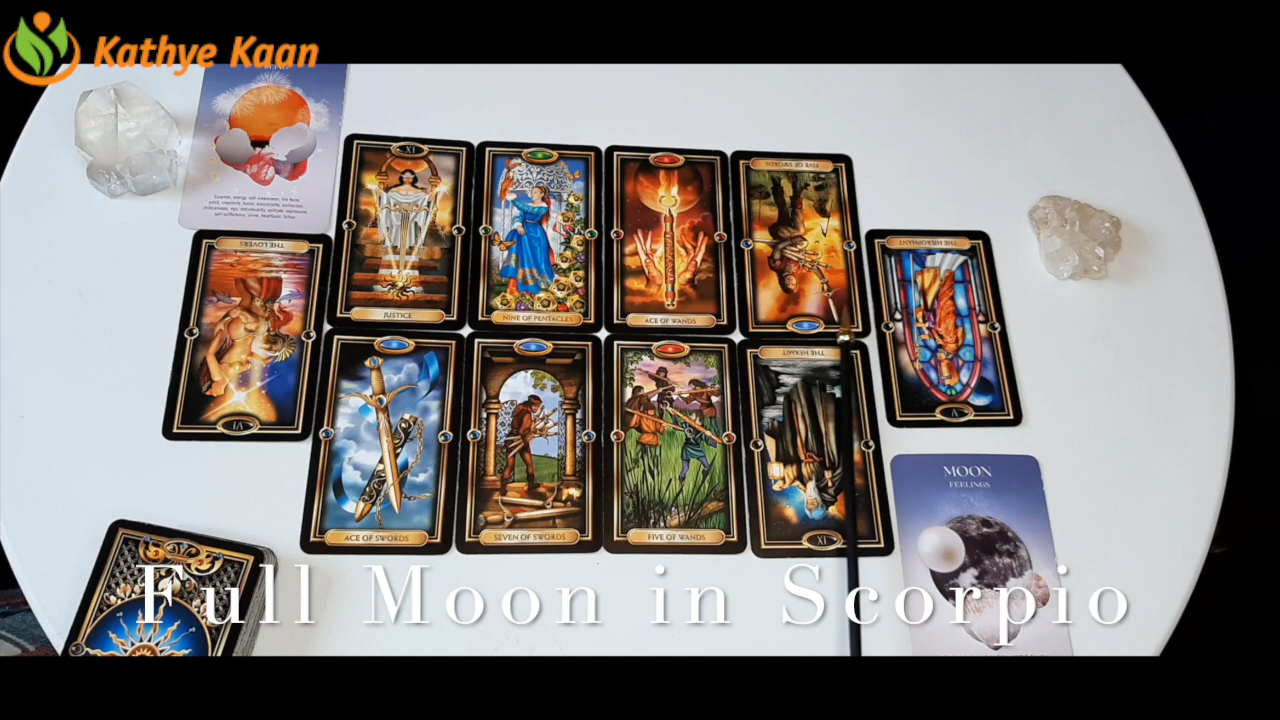 Kathye Kaan
XI
JUSTICE
NINE OF PENTACLES
ACE OF WANDS
FIVE OF SWORDS
THE LOVERS
VI
THE HIEROPHANT
V
ACE OF SWORDS
SEVEN OF SWORDS
FIVE OF WANDS
THE HERMIT
IX
MOON
FEELINGS
Full Moon in Scorpio